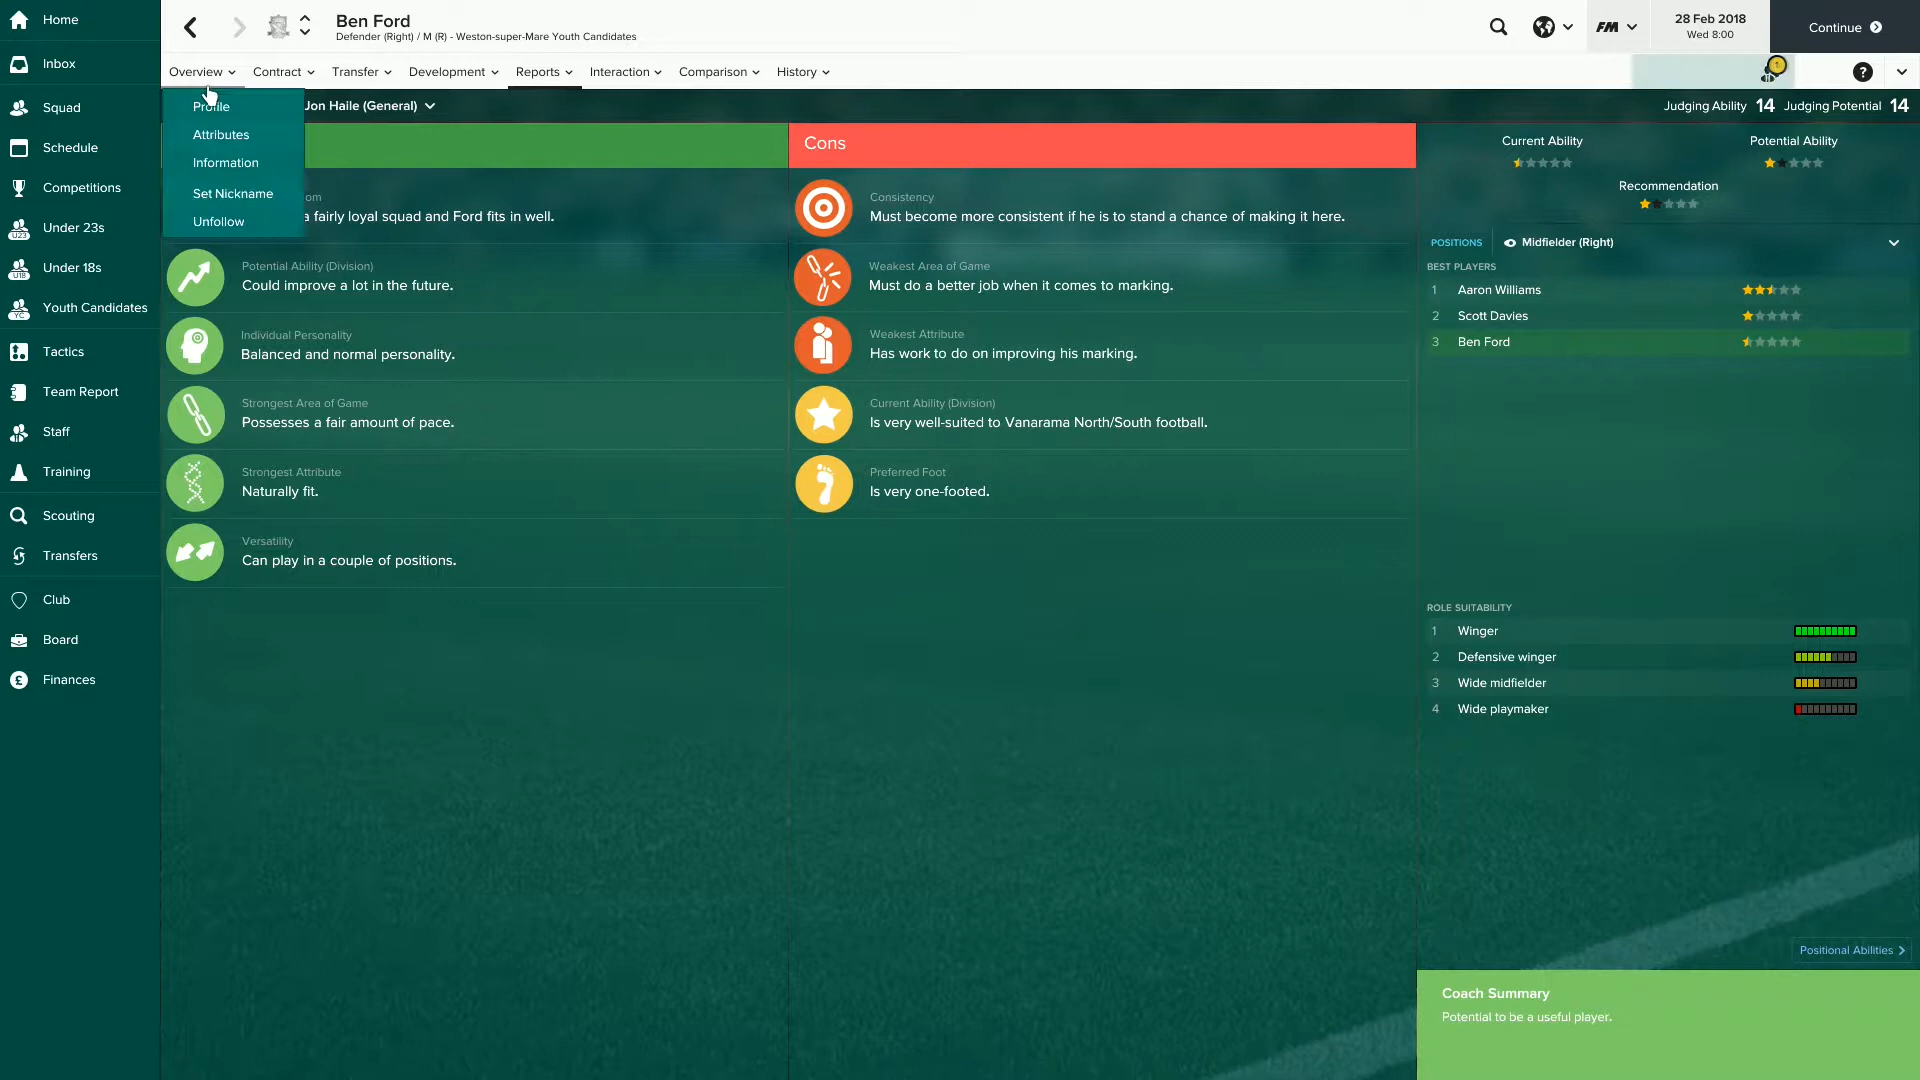 Home
Inbox
Squad
Schedule
Competitions
U23
Under 23s
U18
Under 18s
YC
Youth Candidates
Tactics
Team Report
Staff
Training
Scouting
Transfers
Club
Board
£
Finances
Ben Ford
Defender (Right) / M (R) - Weston-super-Mare Youth Candidates
FM
28 Feb 2018
Wed 8:00
Continue
Overview
Contract
Transfer
Development
Reports
Interaction
Comparison
History
1
?
Profile
Attributes
Information
Set Nickname
Unfollow
Jon Haile (General)
Judging Ability 14 Judging Potential 14
om
a fairly loyal squad and Ford fits in well.
Potential Ability (Division)
Could improve a lot in the future.
Individual Personality
Balanced and normal personality.
Strongest Area of Game
Possesses a fair amount of pace.
Strongest Attribute
Naturally fit.
Versatility
Can play in a couple of positions.
Cons
Consistency
Must become more consistent if he is to stand a chance of making it here.
Weakest Area of Game
Must do a better job when it comes to marking.
Weakest Attribute
Has work to do on improving his marking.
Current Ability (Division)
Is very well-suited to Vanarama North/South football.
Preferred Foot
Is very one-footed.
Current Ability
Potential Ability
Recommendation
POSITIONS
Midfielder (Right)
BEST PLAYERS
1 Aaron Williams
2 Scott Davies
3 Ben Ford
ROLE SUITABILITY
1 Winger
2 Defensive winger
3 Wide midfielder
4 Wide playmaker
Positional Abilities
Coach Summary
Potential to be a useful player.